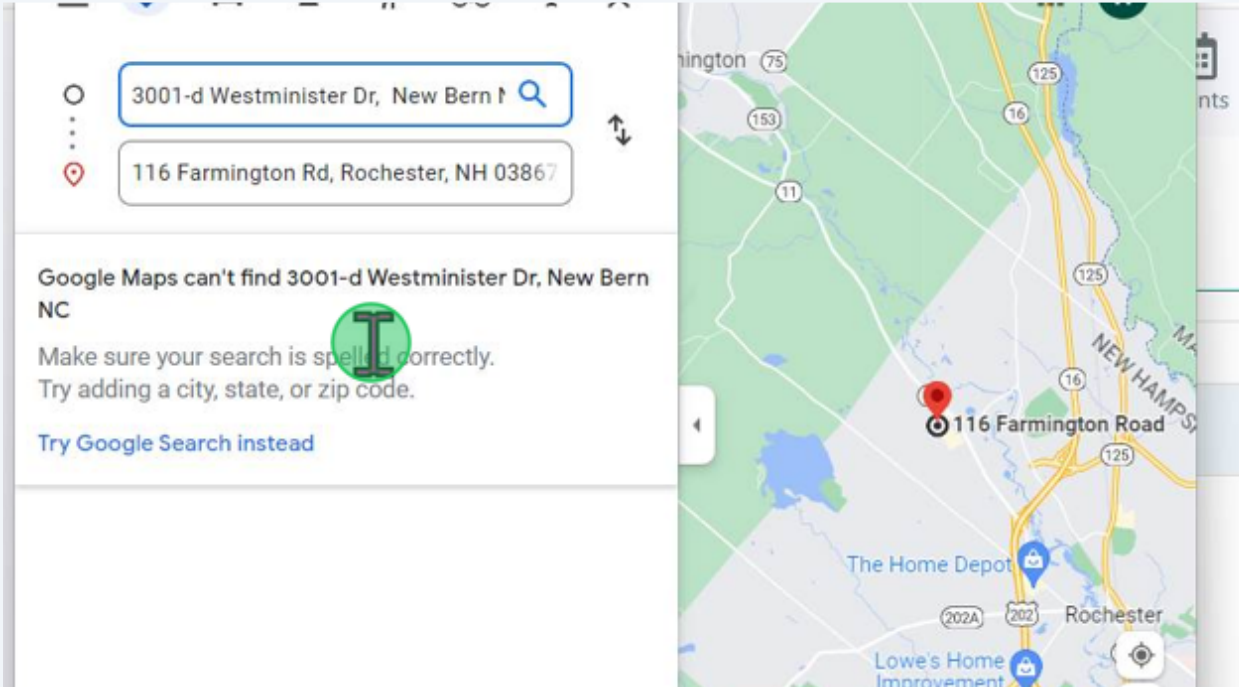 3001-d Westminister Dr, New Bern
116 Farmington Rd, Rochester, NH 03867
Google Maps can't find 3001-d Westminister Dr, New Bern
NC
Make sure your search is spelled correctly.
Try adding a city, state, or zip code.
Try Google Search instead
75
125
nts
16
153
11
125
NEW HAMPS
16
116 Farmington Road
125
The Home Depot
202A
202
Rochester
Lowe's Home
Improvement